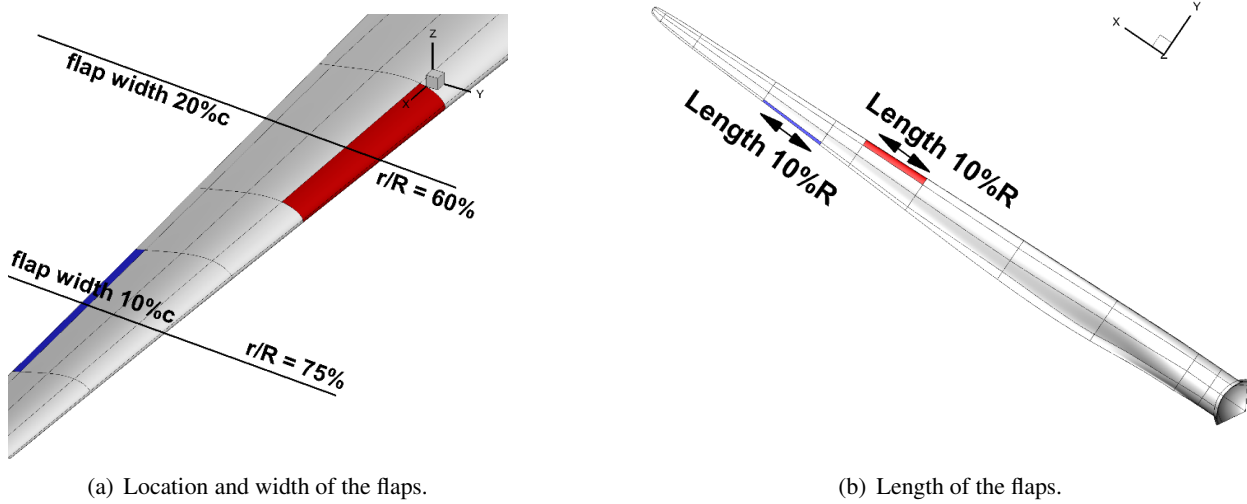 flap width 20%c
r/R = 60%
flap width 10%c
r/R = 75%
Z
X
Y
(a) Location and width of the flaps.
Y
X
Z
Length 10%R
Length 10%R
(b) Length of the flaps.